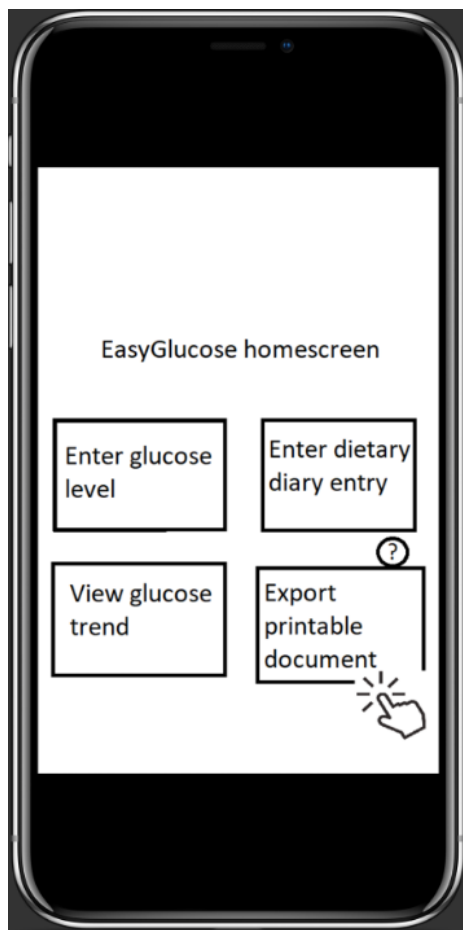 EasyGlucose homescreen
Enter glucose
level
Enter dietary
diary entry
?
View glucose
trend
Export
printable
document